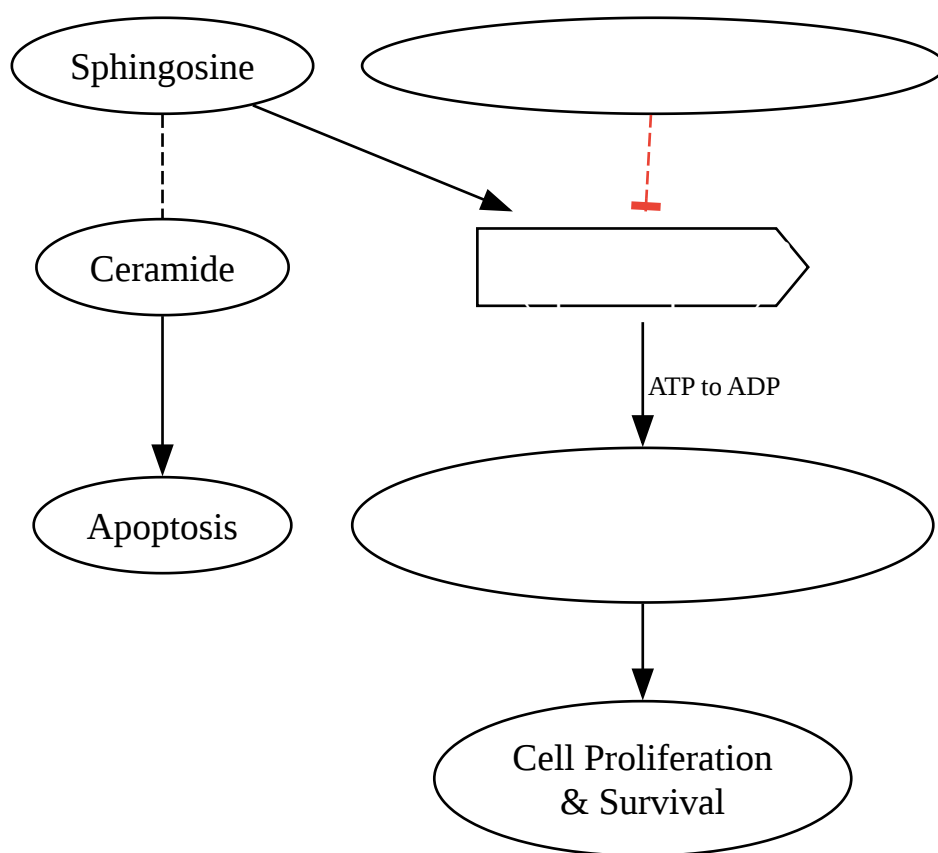 Sphingosine
Ceramide
ATP to ADP
Apoptosis
Cell Proliferation
& Survival